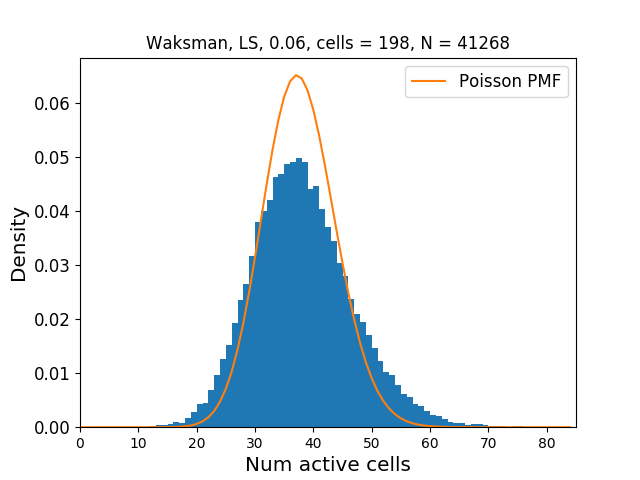 Waksman, LS, 0.06, cells = 198, N = 41268
Poisson PMF
Density
0.06
0.05
0.04
0.03
0.02
0.01
0.00
0 10 20 30 40 50 60 70 80
Num active cells